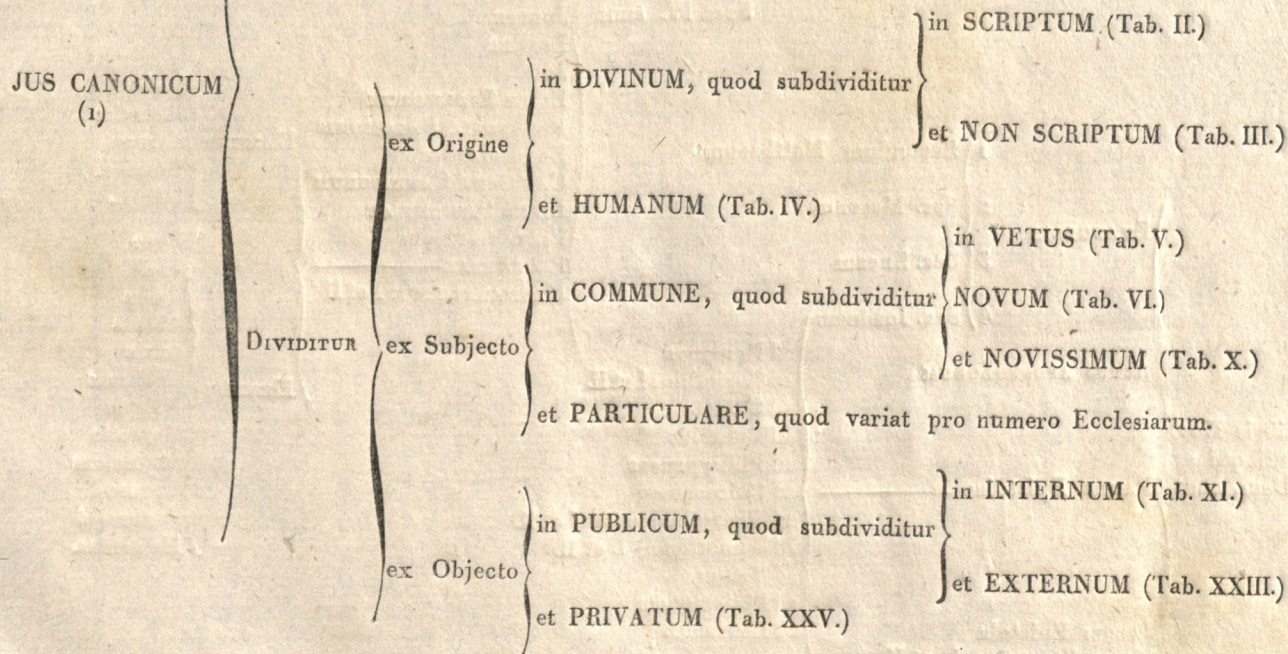 in SCRIPTUM (Tab. II.)
JUS CANONICUM
(1)
in DIVINUM, quod subdividitur
et NON SCRIPTUM (Tab. III.)
ex Origine
et HUMANUM (Tab. IV.)
in VETUS (Tab. V.)
in COMMUNE, quod subdividitur
NOVUM (Tab. VI.)
DIVIDITUR
ex Subjecto
et NOVISSIMUM (Tab. X.)
et PARTICULARE, quod variat pro numero Ecclesiarum.
in INTERNUM (Tab. XI.)
in PUBLICUM, quod subdividitur
ex Objecto
et EXTERNUM (Tab. XXIII.)
et PRIVATUM (Tab. XXV.)